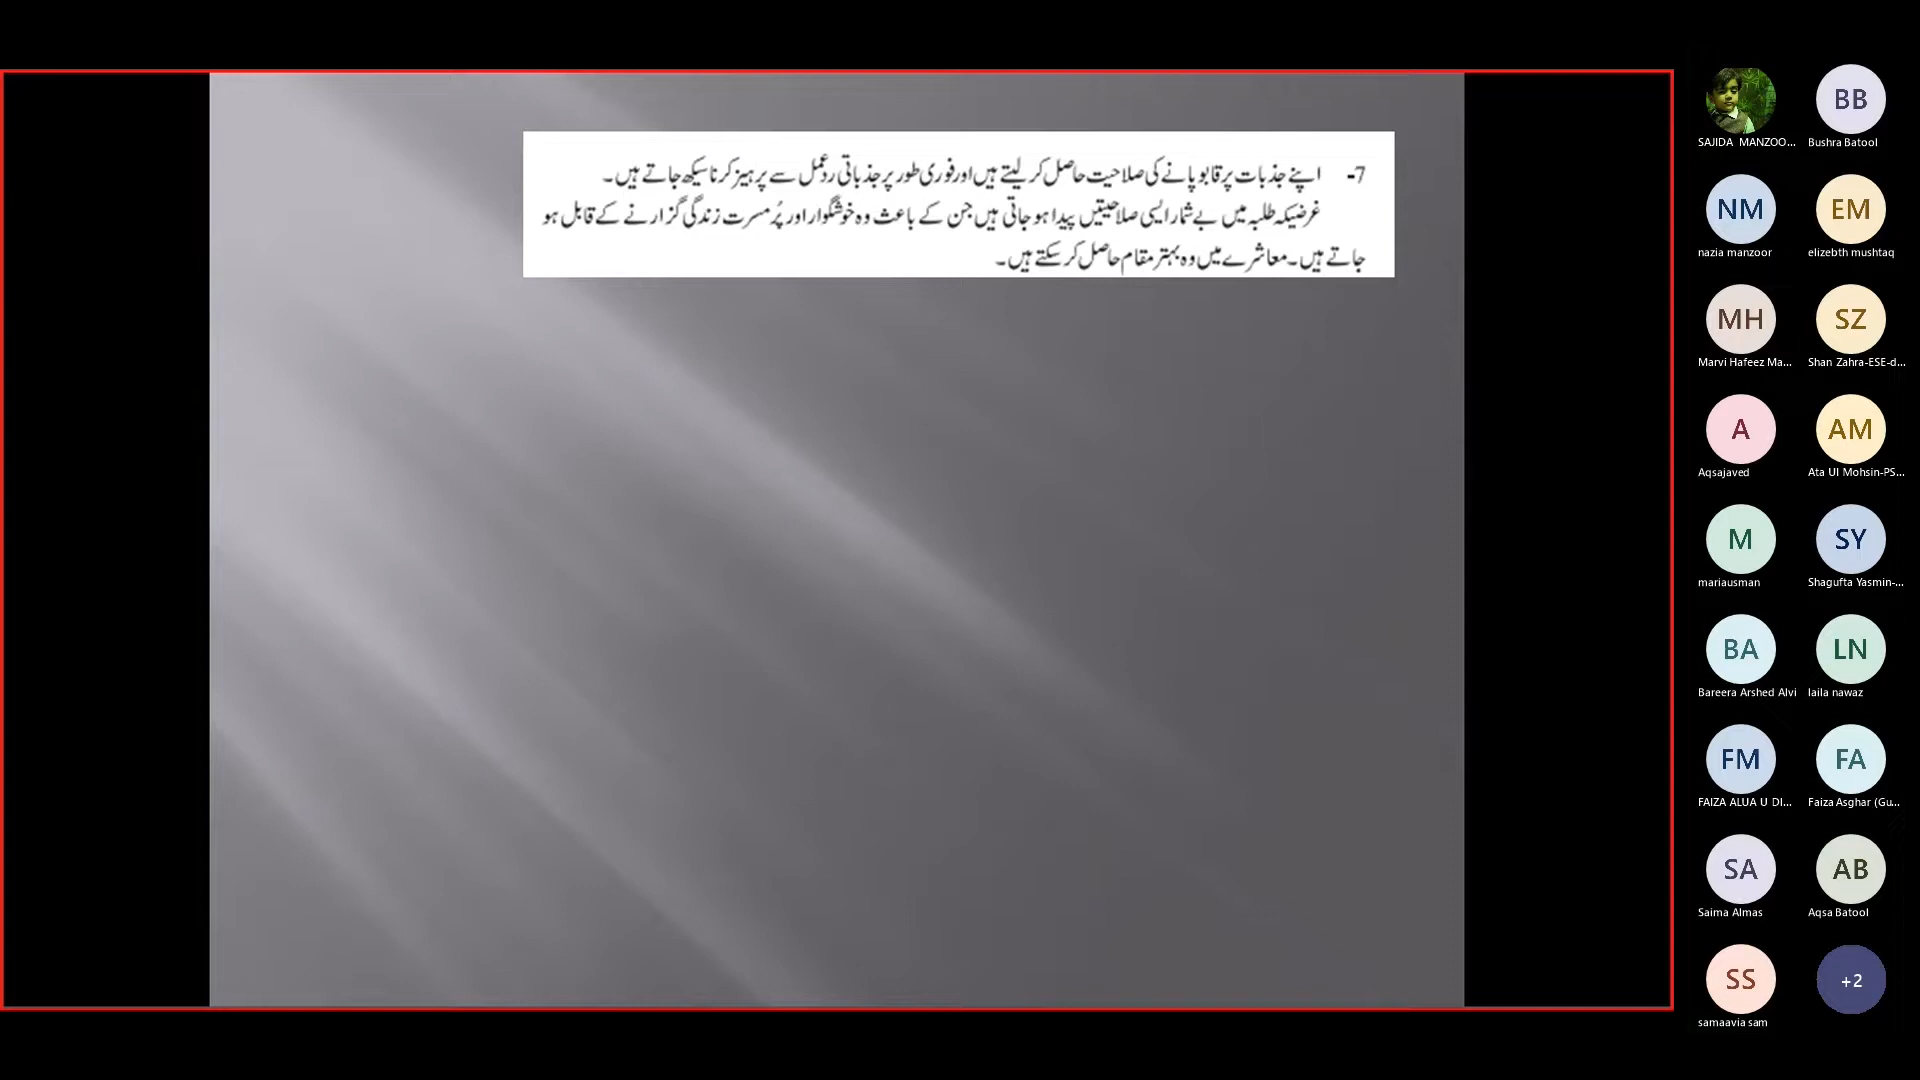 7- اپنے جذبات پر قابو پانے کی صلاحیت حاصل کر لیتے ہیں اور فوری طور پر جذباتی ردِّعمل سے پرہیز کرنا سیکھ جاتے ہیں۔
غرضیکہ طلبہ میں بے شمار ایسی صلاحیتیں پیدا ہو جاتی ہیں جن کے باعث وہ خوشگوار اور پُر مسرت زندگی گزارنے کے قابل ہو
جاتے ہیں۔ معاشرے میں وہ بہتر مقام حاصل کر سکتے ہیں۔
SAJIDA MANZOO...
BB
Bushra Batool
NM
nazia manzoor
EM
elizebth mushtaq
MH
Marvi Hafeez Ma...
SZ
Shan Zahra-ESE-d...
A
Aqsajaved
AM
Ata Ul Mohsin-PS...
M
mariausman
SY
Shagufta Yasmin-...
BA
Bareera Arshed Alvi
LN
laila nawaz
FM
FAIZA ALUA U DI...
FA
Faiza Asghar (Gu...
SA
Saima Almas
AB
Aqsa Batool
SS
samaavia sam
+2